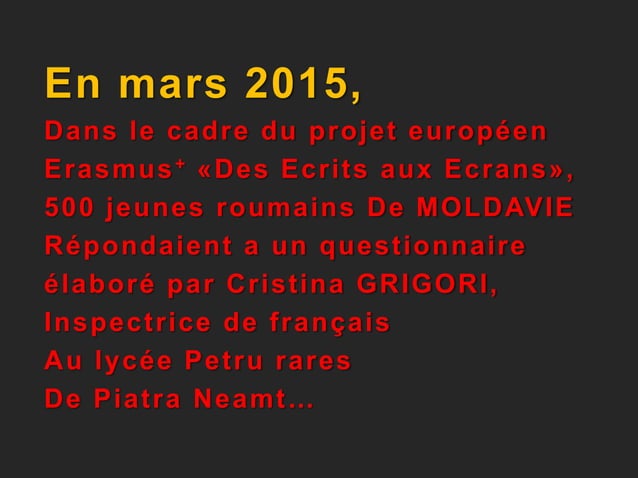 En mars 2015,
Dans le cadre du projet européen
Erasmus⁺ «Des Ecrits aux Ecrans»,
500 jeunes roumains De MOLDAVIE
Répondaient a un questionnaire
élaboré par Cristina GRIGORI,
Inspectrice de français
Au lycée Petru rares
De Piatra Neamt…